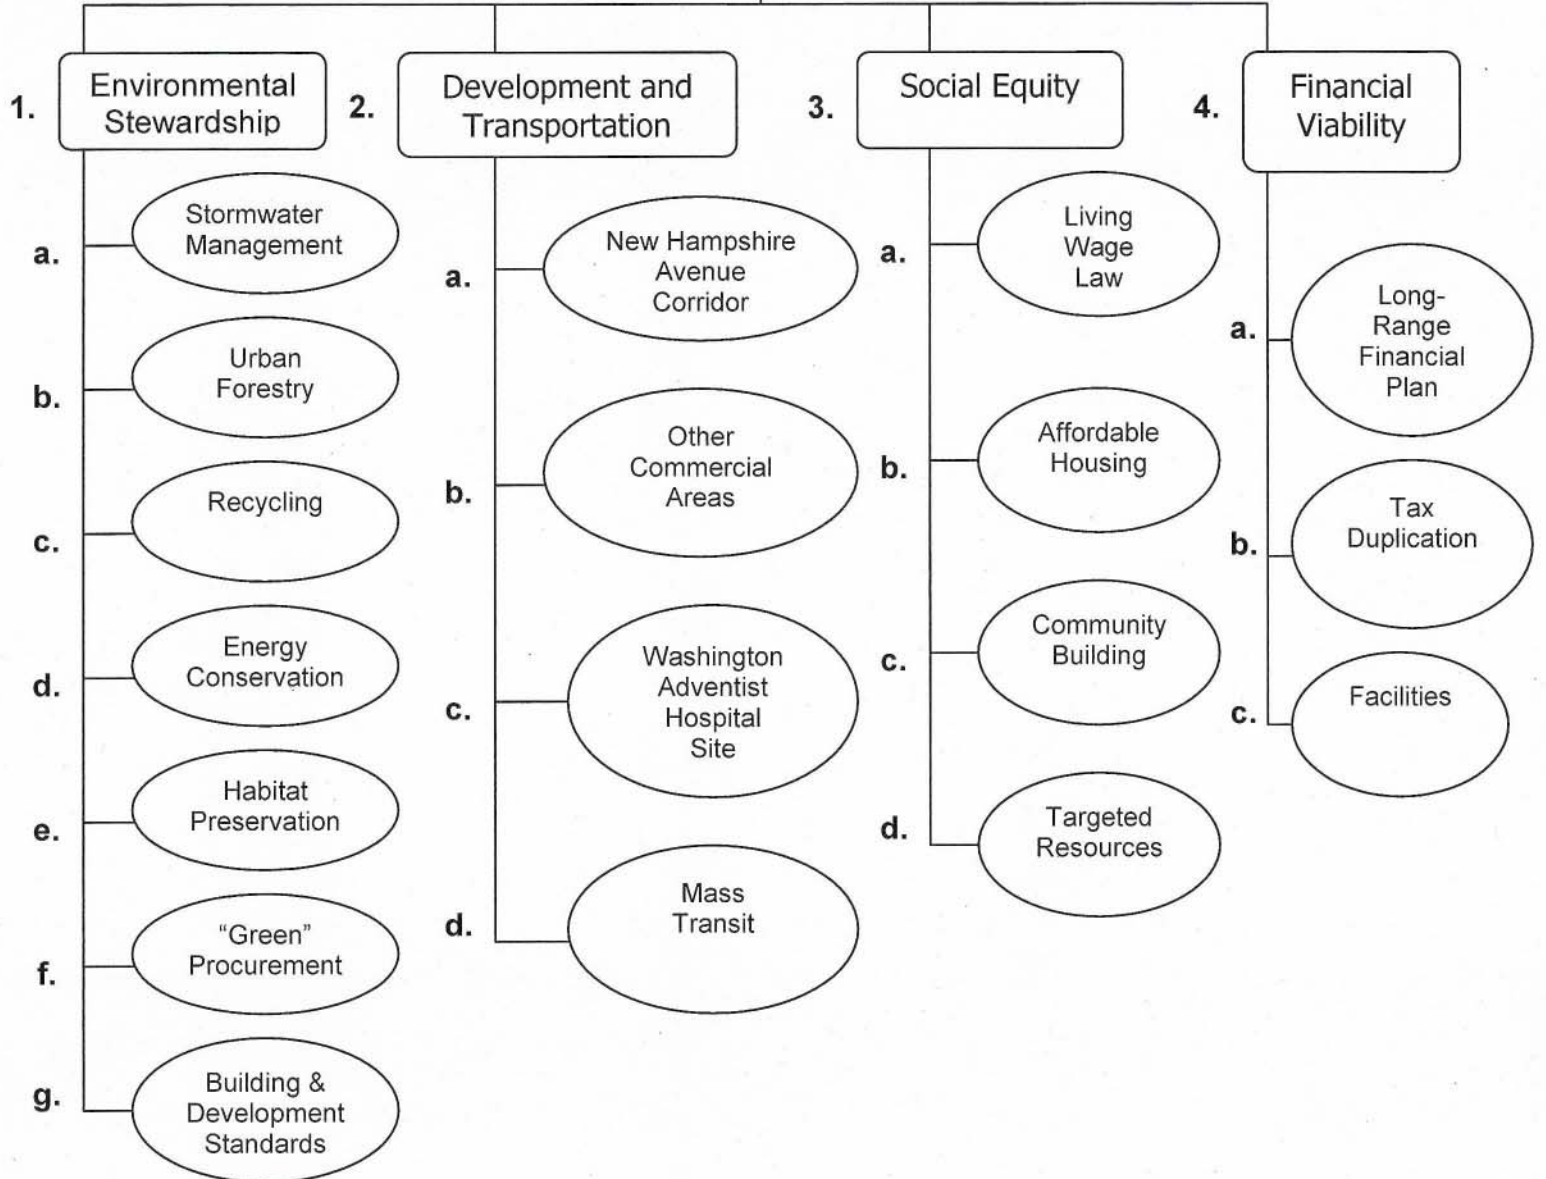 1.
Environmental
Stewardship
a.
Stormwater
Management
b.
Urban
Forestry
c.
Recycling
d.
Energy
Conservation
e.
Habitat
Preservation
f.
“Green”
Procurement
g.
Building &
Development
Standards
2.
Development and
Transportation
a.
New Hampshire
Avenue
Corridor
b.
Other
Commercial
Areas
c.
Washington
Adventist
Hospital
Site
d.
Mass
Transit
3.
Social Equity
a.
Living
Wage
Law
b.
Affordable
Housing
c.
Community
Building
d.
Targeted
Resources
4.
Financial
Viability
a.
Long-
Range
Financial
Plan
b.
Tax
Duplication
c.
Facilities